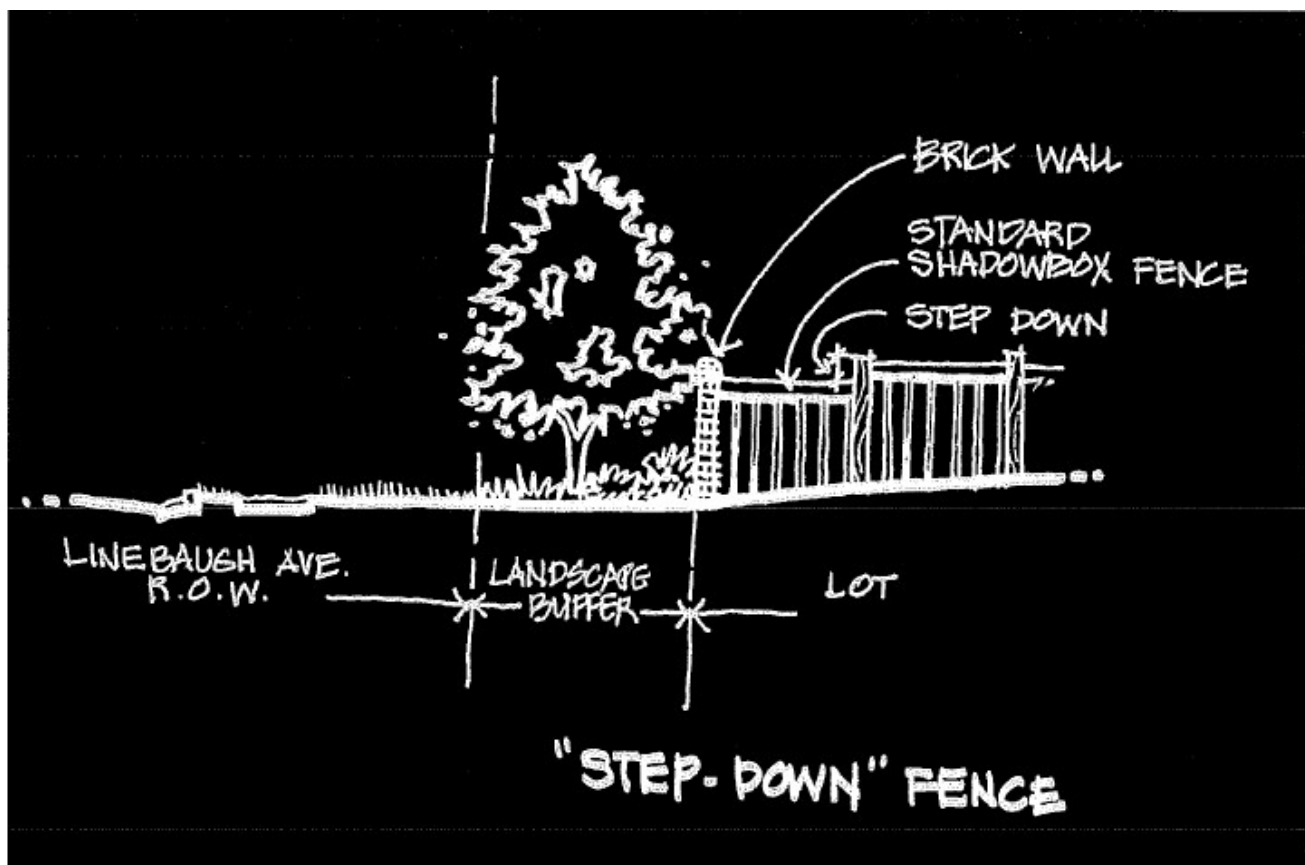 BRICK WALL
STANDARD
SHADOWBOX FENCE
STEP DOWN
LINEBAUGH AVE.
R.O.W.
LANDSCAPE
BUFFER
LOT
"STEP-DOWN" FENCE